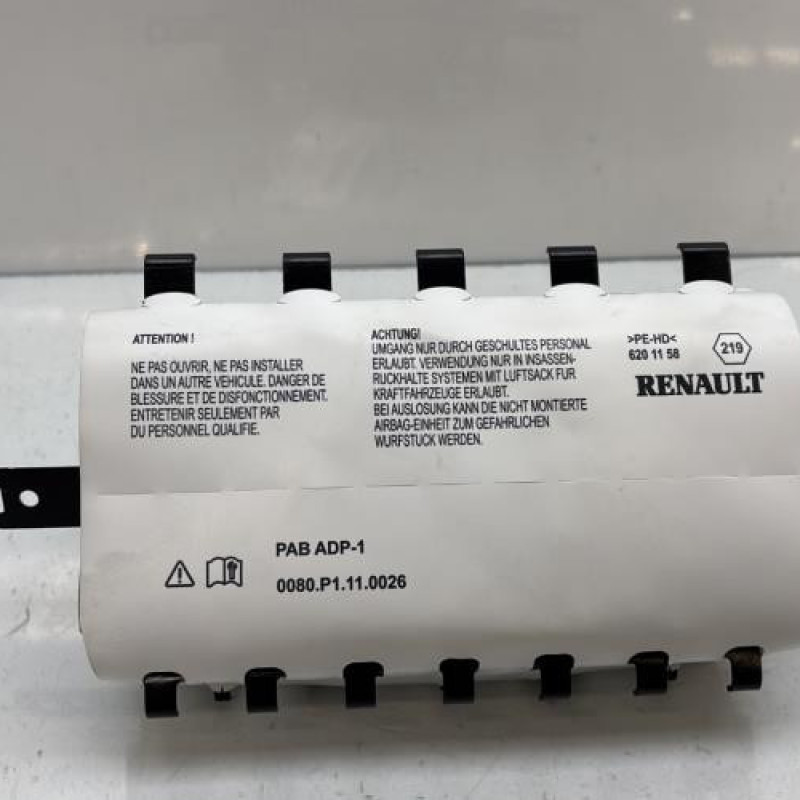 ATTENTION !
NE PAS OUVRIR, NE PAS INSTALLER
DANS UN AUTRE VEHICULE. DANGER DE
BLESSURE ET DE DISFONCTIONNEMENT.
ENTRETENIR SEULEMENT PAR
DU PERSONNEL QUALIFIE.
ACHTUNG!
UMGANG NUR DURCH GESCHULTES PERSONAL
ERLAUBT. VERWENDUNG NUR IN INSASSEN-
RUCKHALTE SYSTEMEN MIT LUFTSACK FUR
KRAFTFAHRZEUGE ERLAUBT.
BEI AUSLOSUNG KANN DIE NICHT MONTIERTE
AIRBAG-EINHEIT ZUM GEFAHRLICHEN
WURFSTUCK WERDEN.
>PE-HD<
620 11 58
219
RENAULT
PAB ADP-1
0080.P1.11.0026